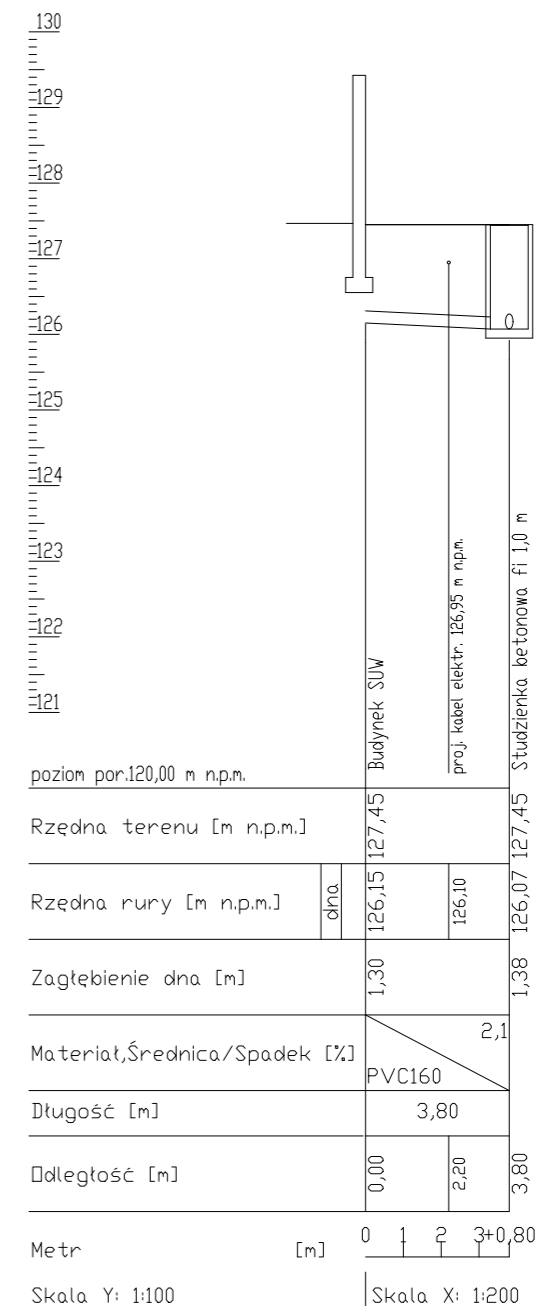 130
129
128
127
126
125
124
123
122
121
poziom por.120,00 m n.p.m.
Budynek SUW
proj. kabel elektr. 126,95 m n.p.m.
Studzienka betonowa fi 1,0 m
Rzędna terenu [m n.p.m.] 127,45 127,45
Rzędna rury [m n.p.m.] dna 126,15 126,10 126,07
Zagłębienie dna [m] 1,30 1,38
Materiał,Średnica/Spadek [%] PVC160 2,1
Długość [m] 3,80
Odległość [m] 0,00 2,20 3,80
Metr [m] 0 1 2 3+0,80
Skala Y: 1:100 Skala X: 1:200